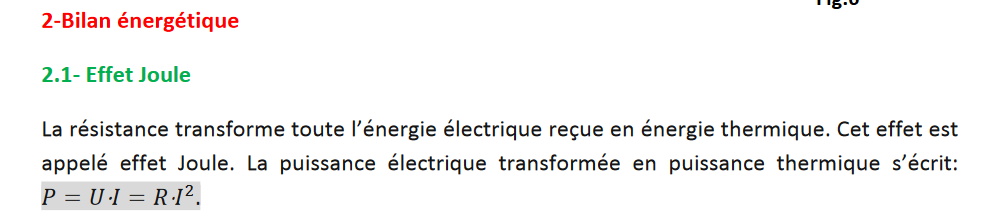 2-Bilan énergétique
2.1- Effet Joule
La résistance transforme toute l’énergie électrique reçue en énergie thermique. Cet effet est
appelé effet Joule. La puissance électrique transformée en puissance thermique s’écrit:
P = U·I = R·I².